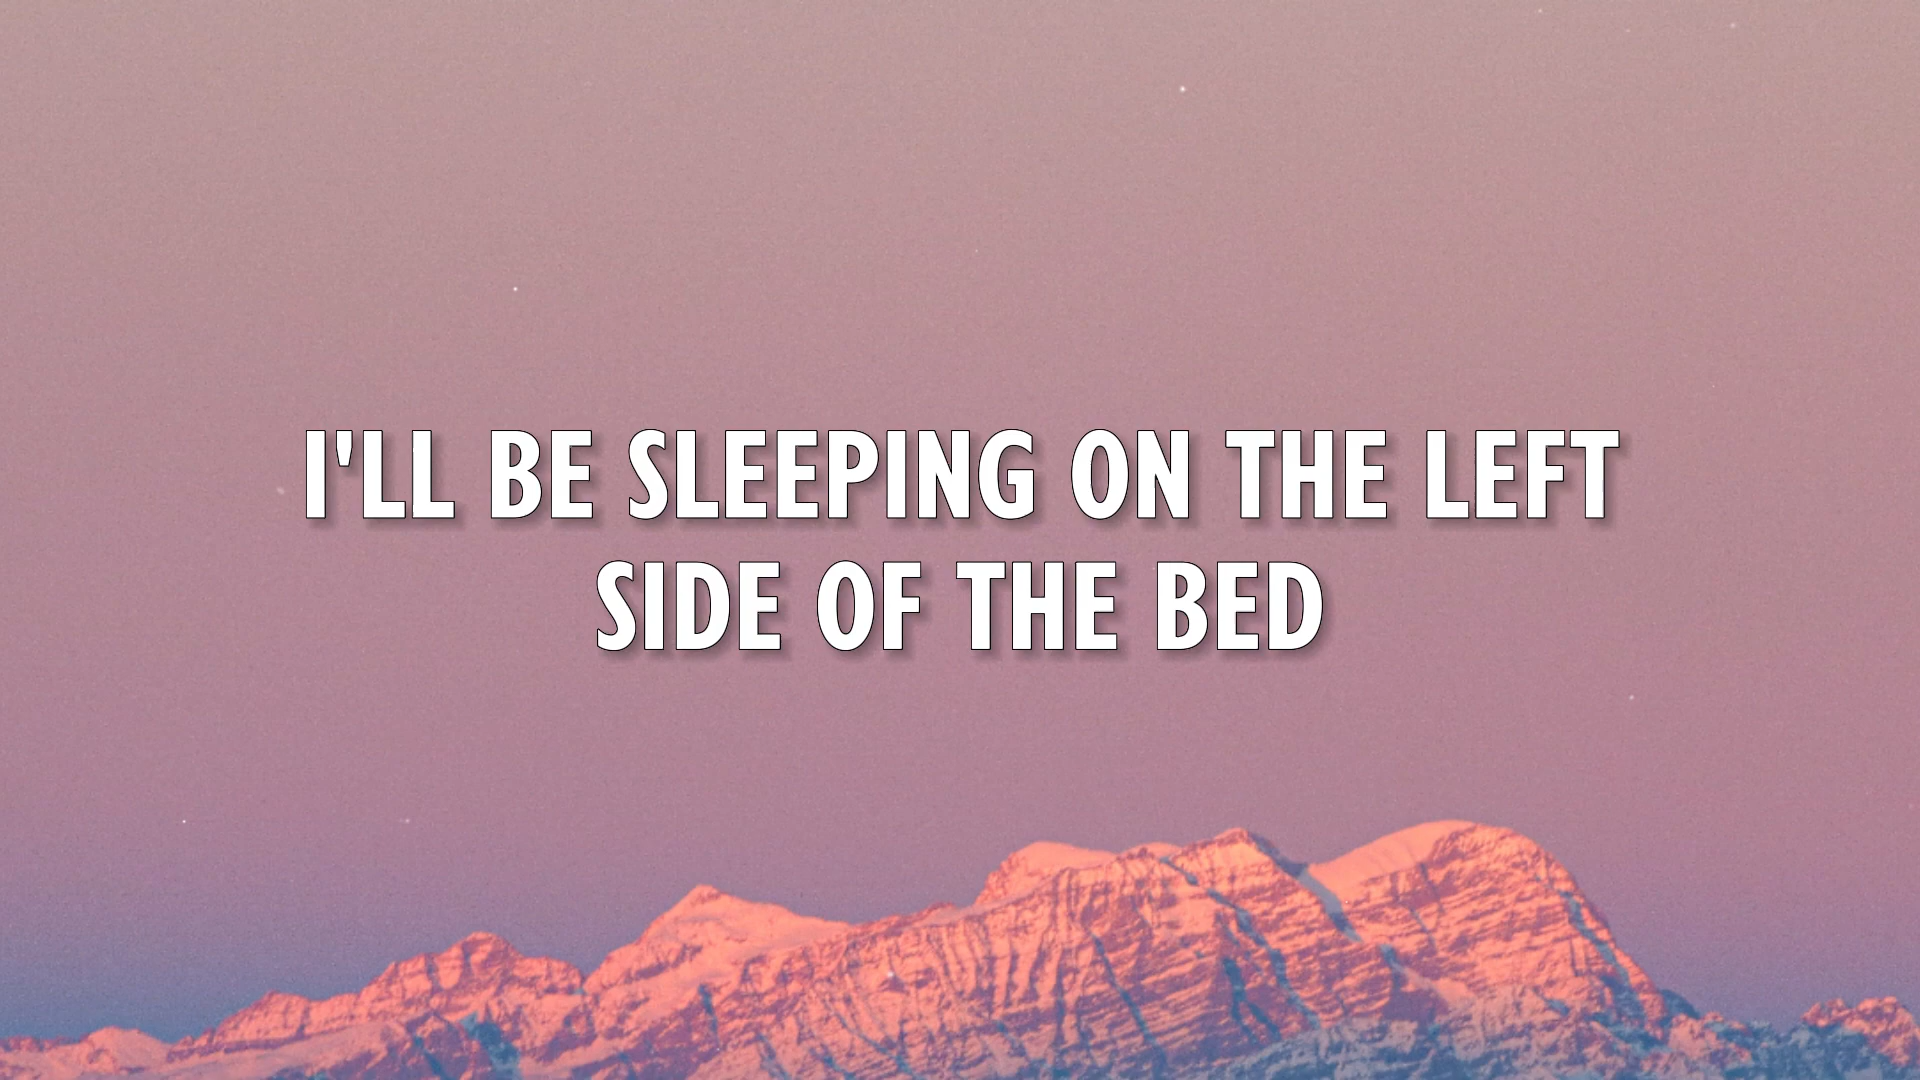 I'LL BE SLEEPING ON THE LEFT
SIDE OF THE BED